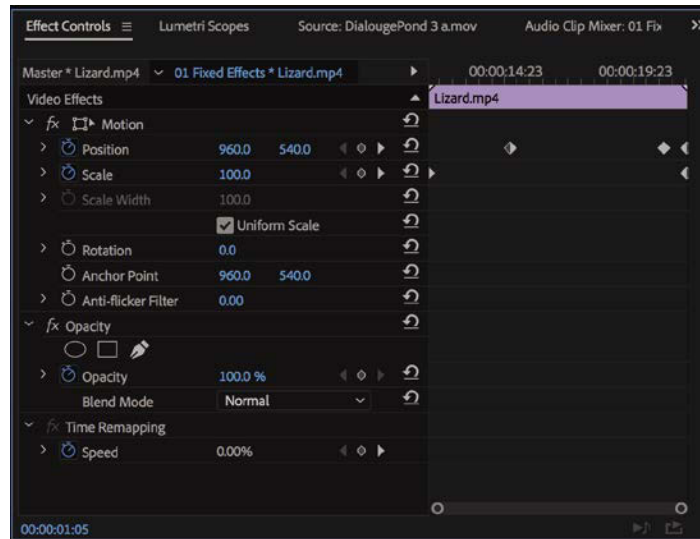 Effect Controls Lumetri Scopes Source: DialougePond 3 a.mov Audio Clip Mixer: 01 Fix
Master * Lizard.mp4 01 Fixed Effects * Lizard.mp4 00:00:14:23 00:00:19:23
Video Effects Lizard.mp4
fx Motion
Position 960.0 540.0
Scale 100.0
Scale Width 100.0
Uniform Scale
Rotation 0.0
Anchor Point 960.0 540.0
Anti-flicker Filter 0.00
fx Opacity
Opacity 100.0 %
Blend Mode Normal
fx Time Remapping
Speed 0.00%
00:00:01:05